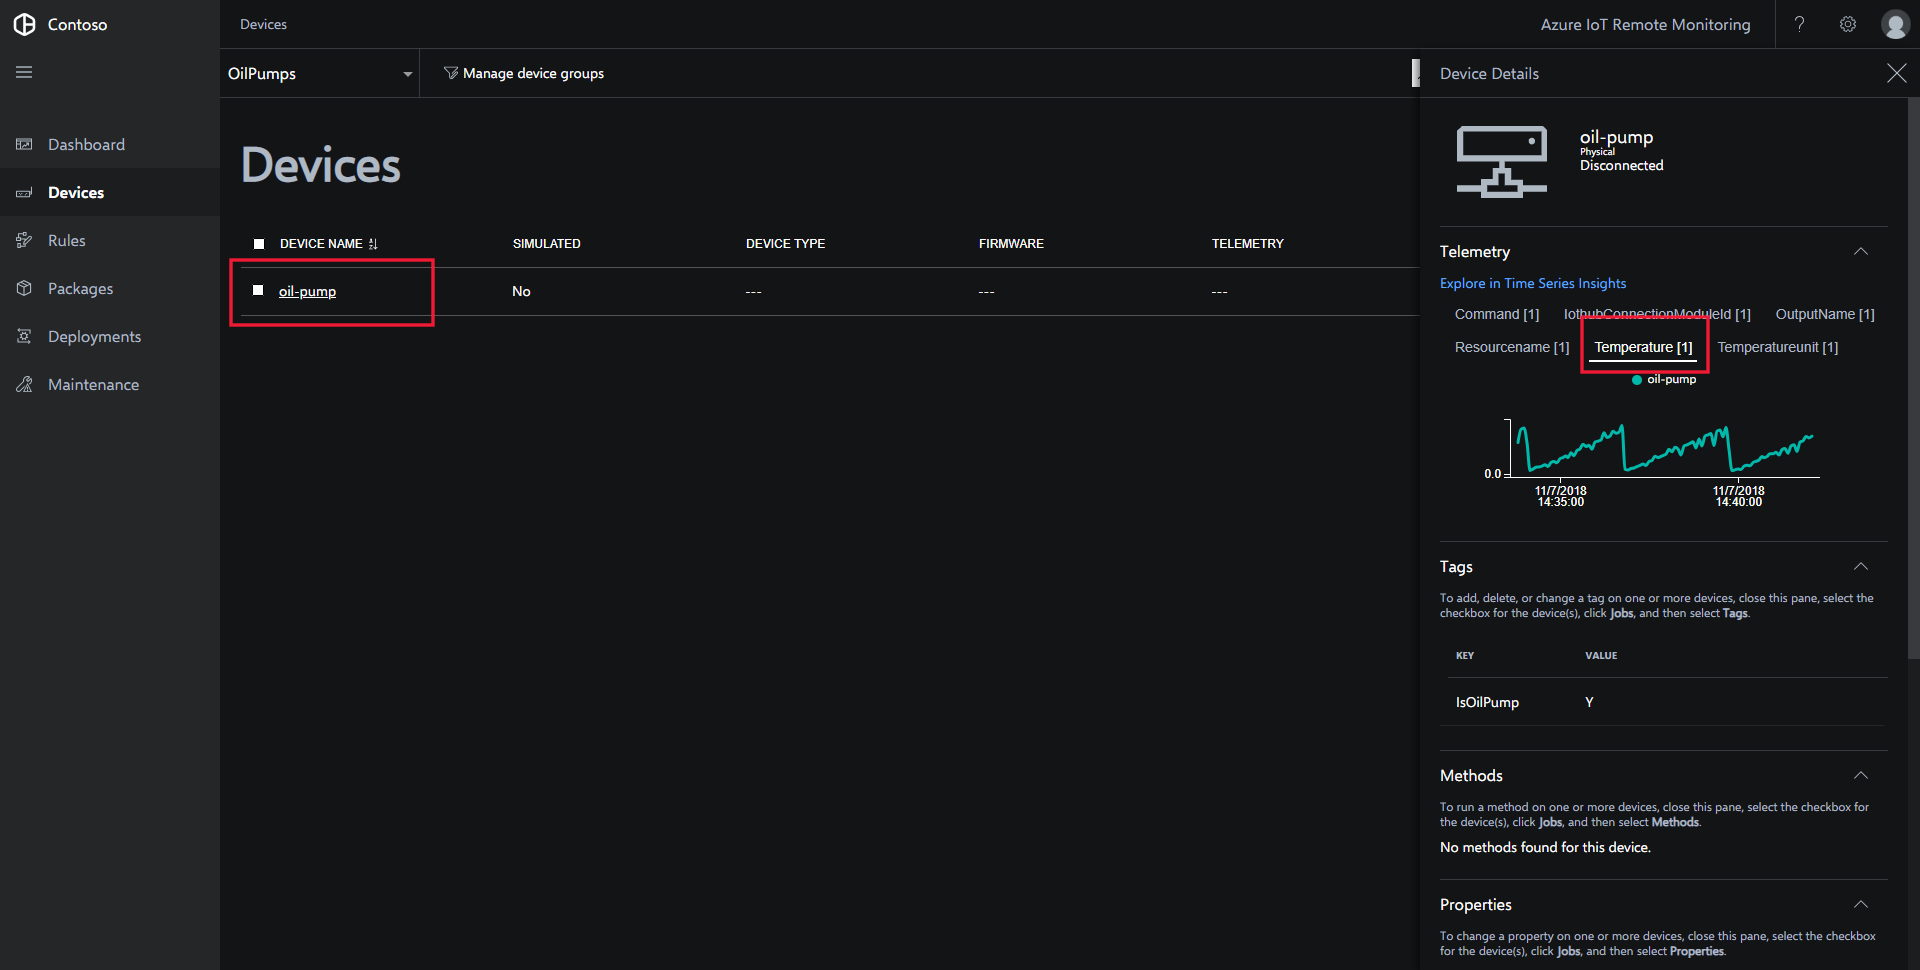 Contoso
Devices
Azure IoT Remote Monitoring
?
OilPumps
Manage device groups
Dashboard
Devices
Rules
Packages
Deployments
Maintenance
Devices
DEVICE NAME
SIMULATED
DEVICE TYPE
FIRMWARE
TELEMETRY
oil-pump
No
---
---
---
Device Details
oil-pump
Physical
Disconnected
Telemetry
Explore in Time Series Insights
Command [1]
IothubConnectionModuleId [1]
OutputName [1]
Resourcename [1]
Temperature [1]
Temperatureunit [1]
oil-pump
0.0
11/7/2018
14:35:00
11/7/2018
14:40:00
Tags
To add, delete, or change a tag on one or more devices, close this pane, select the
checkbox for the device(s), click Jobs, and then select Tags.
KEY
VALUE
IsOilPump
Y
Methods
To run a method on one or more devices, close this pane, select the checkbox for
the device(s), click Jobs, and then select Methods.
No methods found for this device.
Properties
To change a property on one or more devices, close this pane, select the checkbox
for the device(s), click Jobs, and then select Properties.